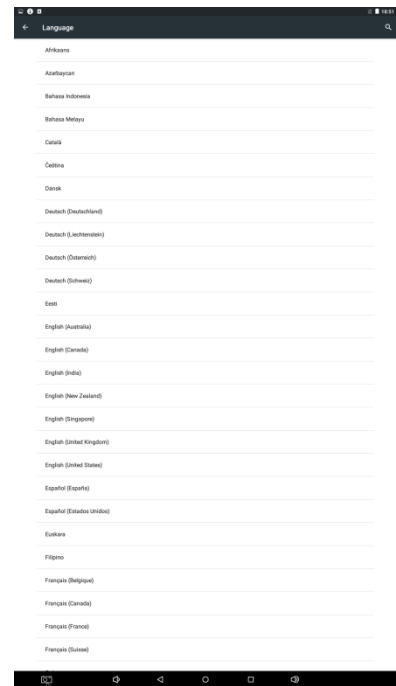 18:51
Language
Afrikaans
Azərbaycan
Bahasa Indonesia
Bahasa Melayu
Català
Čeština
Dansk
Deutsch (Deutschland)
Deutsch (Liechtenstein)
Deutsch (Österreich)
Deutsch (Schweiz)
Eesti
English (Australia)
English (Canada)
English (India)
English (New Zealand)
English (Singapore)
English (United Kingdom)
English (United States)
Español (España)
Español (Estados Unidos)
Euskara
Filipino
Français (Belgique)
Français (Canada)
Français (France)
Français (Suisse)